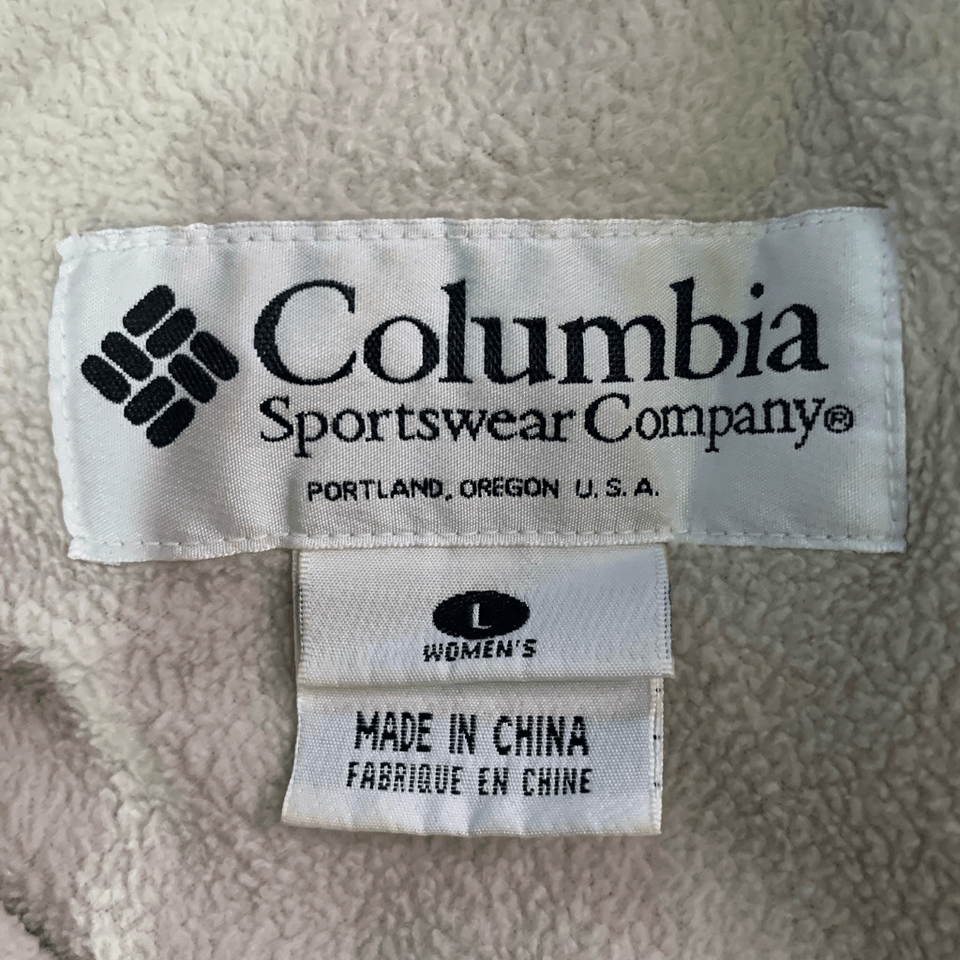 Columbia
Sportswear Company®
PORTLAND, OREGON U.S.A.
L
WOMEN'S
MADE IN CHINA
FABRIQUE EN CHINE